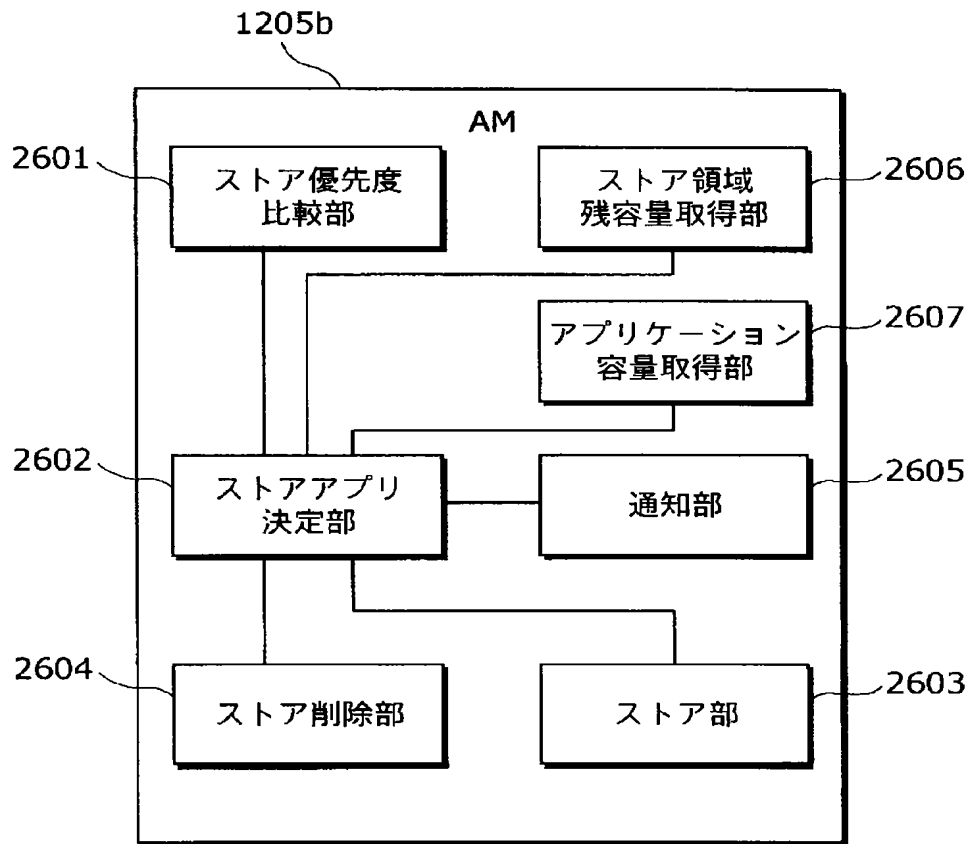 1205b
AM
2601
ストア優先度
比較部
ストア領域
残容量取得部
2606
アプリケーション
容量取得部
2607
2602
ストアアプリ
決定部
通知部
2605
2604
ストア削除部
ストア部
2603